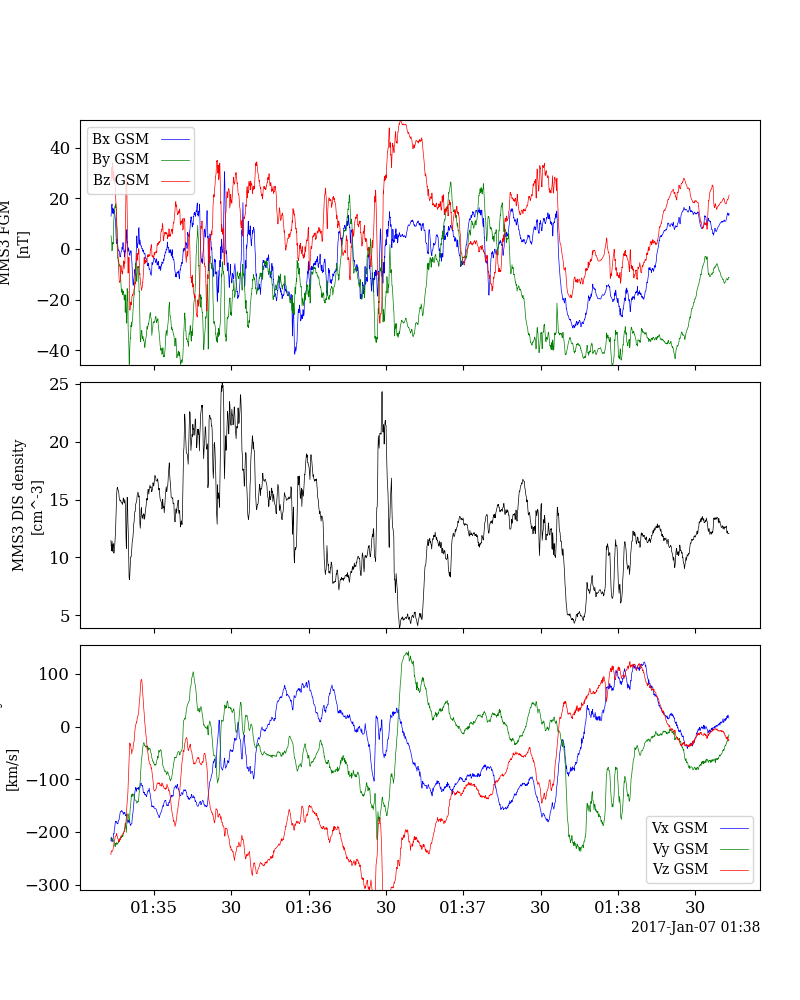 40
20
0
−20
−40
MMS3 FGM
[nT]
Bx GSM
By GSM
Bz GSM
25
20
15
10
5
MMS3 DIS density
[cm^-3]
100
0
−100
−200
−300
[km/s]
Vx GSM
Vy GSM
Vz GSM
01:35 30 01:36 30 01:37 30 01:38 30
2017-Jan-07 01:38